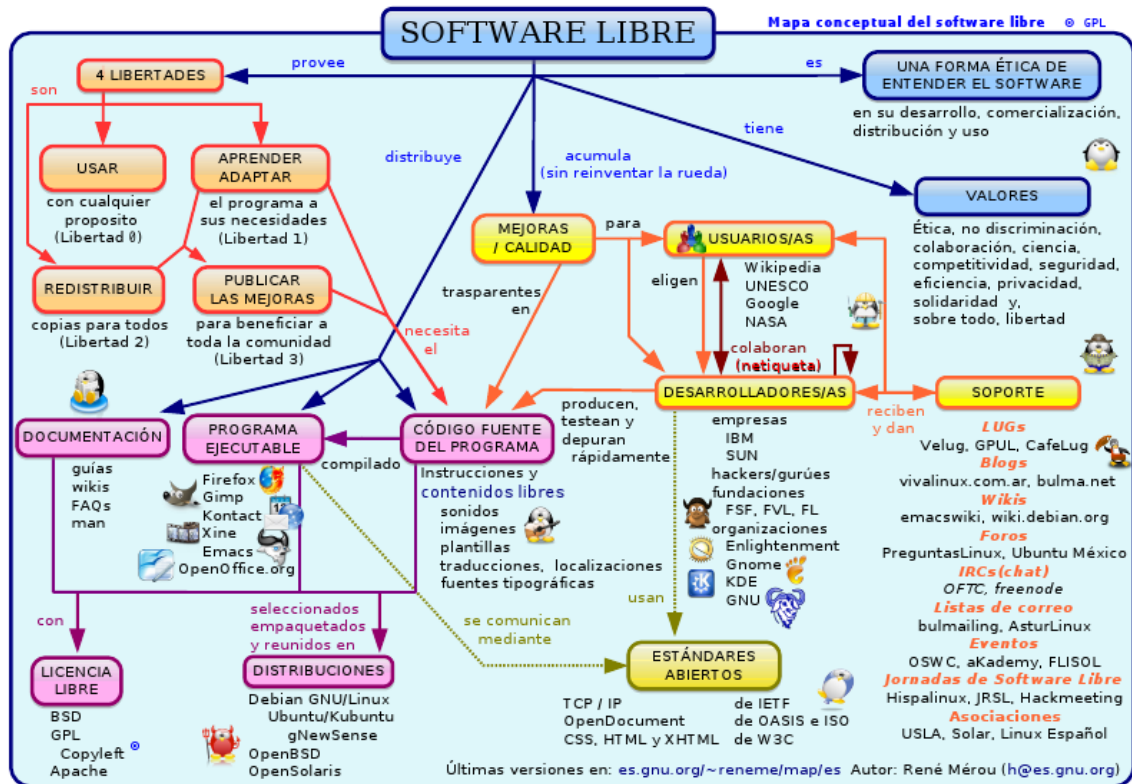 SOFTWARE LIBRE
Mapa conceptual del software libre © GPL
provee
es
4 LIBERTADES
UNA FORMA ÉTICA DE
ENTENDER EL SOFTWARE
en su desarrollo, comercialización,
distribución y uso
son
distribuye
acumula
(sin reinventar la rueda)
tiene
USAR
con cualquier
proposito
(Libertad 0)
APRENDER
ADAPTAR
el programa a
sus necesidades
(Libertad 1)
REDISTRIBUIR
copias para todos
(Libertad 2)
PUBLICAR
LAS MEJORAS
para beneficiar a
toda la comunidad
(Libertad 3)
necesita
el
MEJORAS
/ CALIDAD
para
trasparentes
en
USUARIOS/AS
eligen
Wikipedia
UNESCO
Google
NASA
VALORES
Ética, no discriminación,
colaboración, ciencia,
competitividad, seguridad,
eficiencia, privacidad,
solidaridad y,
sobre todo, libertad
colaboran
(netiqueta)
DESARROLLADORES/AS
producen,
testean y
depuran
rápidamente
empresas
IBM
SUN
hackers/gurúes
fundaciones
FSF, FVL, FL
organizaciones
Enlightenment
Gnome
KDE
GNU
usan
reciben
y dan
SOPORTE
LUGs
Velug, GPUL, CafeLug
Blogs
vivalinux.com.ar, bulma.net
Wikis
emacswiki, wiki.debian.org
Foros
PreguntasLinux, Ubuntu México
IRCs(chat)
OFTC, freenode
Listas de correo
bulmailing, AsturLinux
Eventos
OSWC, aKademy, FLISOL
Jornadas de Software Libre
Hispalinux, JRSL, Hackmeeting
Asociaciones
USLA, Solar, Linux Español
DOCUMENTACIÓN
guías
wikis
FAQs
man
PROGRAMA
EJECUTABLE
Firefox
Gimp
Kontact
Xine
Emacs
OpenOffice.org
compilado
CÓDIGO FUENTE
DEL PROGRAMA
Instrucciones y
contenidos libres
sonidos
imágenes
plantillas
traducciones, localizaciones
fuentes tipográficas
con
seleccionados
empaquetados
y reunidos en
se comunican
mediante
LICENCIA
LIBRE
BSD
GPL
Copyleft ©
Apache
DISTRIBUCIONES
Debian GNU/Linux
Ubuntu/Kubuntu
gNewSense
OpenBSD
OpenSolaris
ESTÁNDARES
ABIERTOS
TCP / IP de IETF
OpenDocument de OASIS e ISO
CSS, HTML y XHTML de W3C
Últimas versiones en: es.gnu.org/~reneme/map/es Autor: René Mérou (h@es.gnu.org)